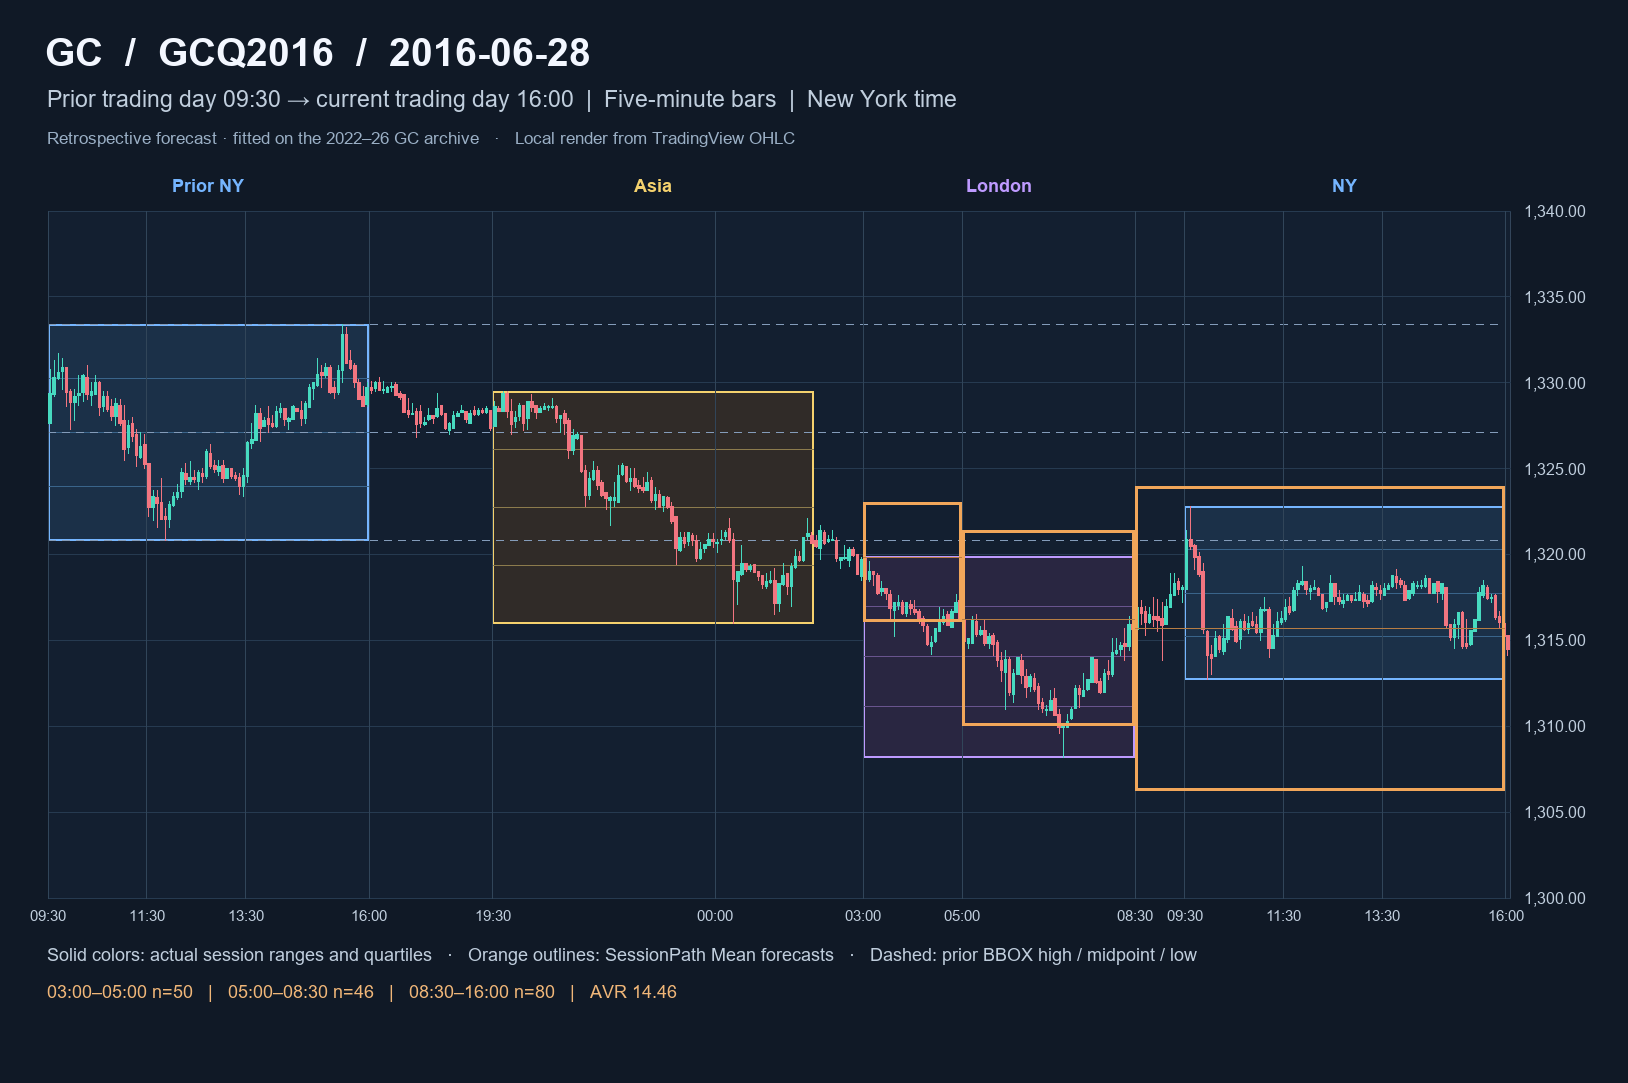 GC / GCQ2016 / 2016-06-28
Prior trading day 09:30 → current trading day 16:00 | Five-minute bars | New York time
Retrospective forecast · fitted on the 2022–26 GC archive · Local render from TradingView OHLC
Prior NY Asia London NY
1,340.00
1,335.00
1,330.00
1,325.00
1,320.00
1,315.00
1,310.00
1,305.00
1,300.00
09:30 11:30 13:30 16:00 19:30 00:00 03:00 05:00 08:30 09:30 11:30 13:30 16:00
Solid colors: actual session ranges and quartiles · Orange outlines: SessionPath Mean forecasts · Dashed: prior BBOX high / midpoint / low
03:00–05:00 n=50 | 05:00–08:30 n=46 | 08:30–16:00 n=80 | AVR 14.46